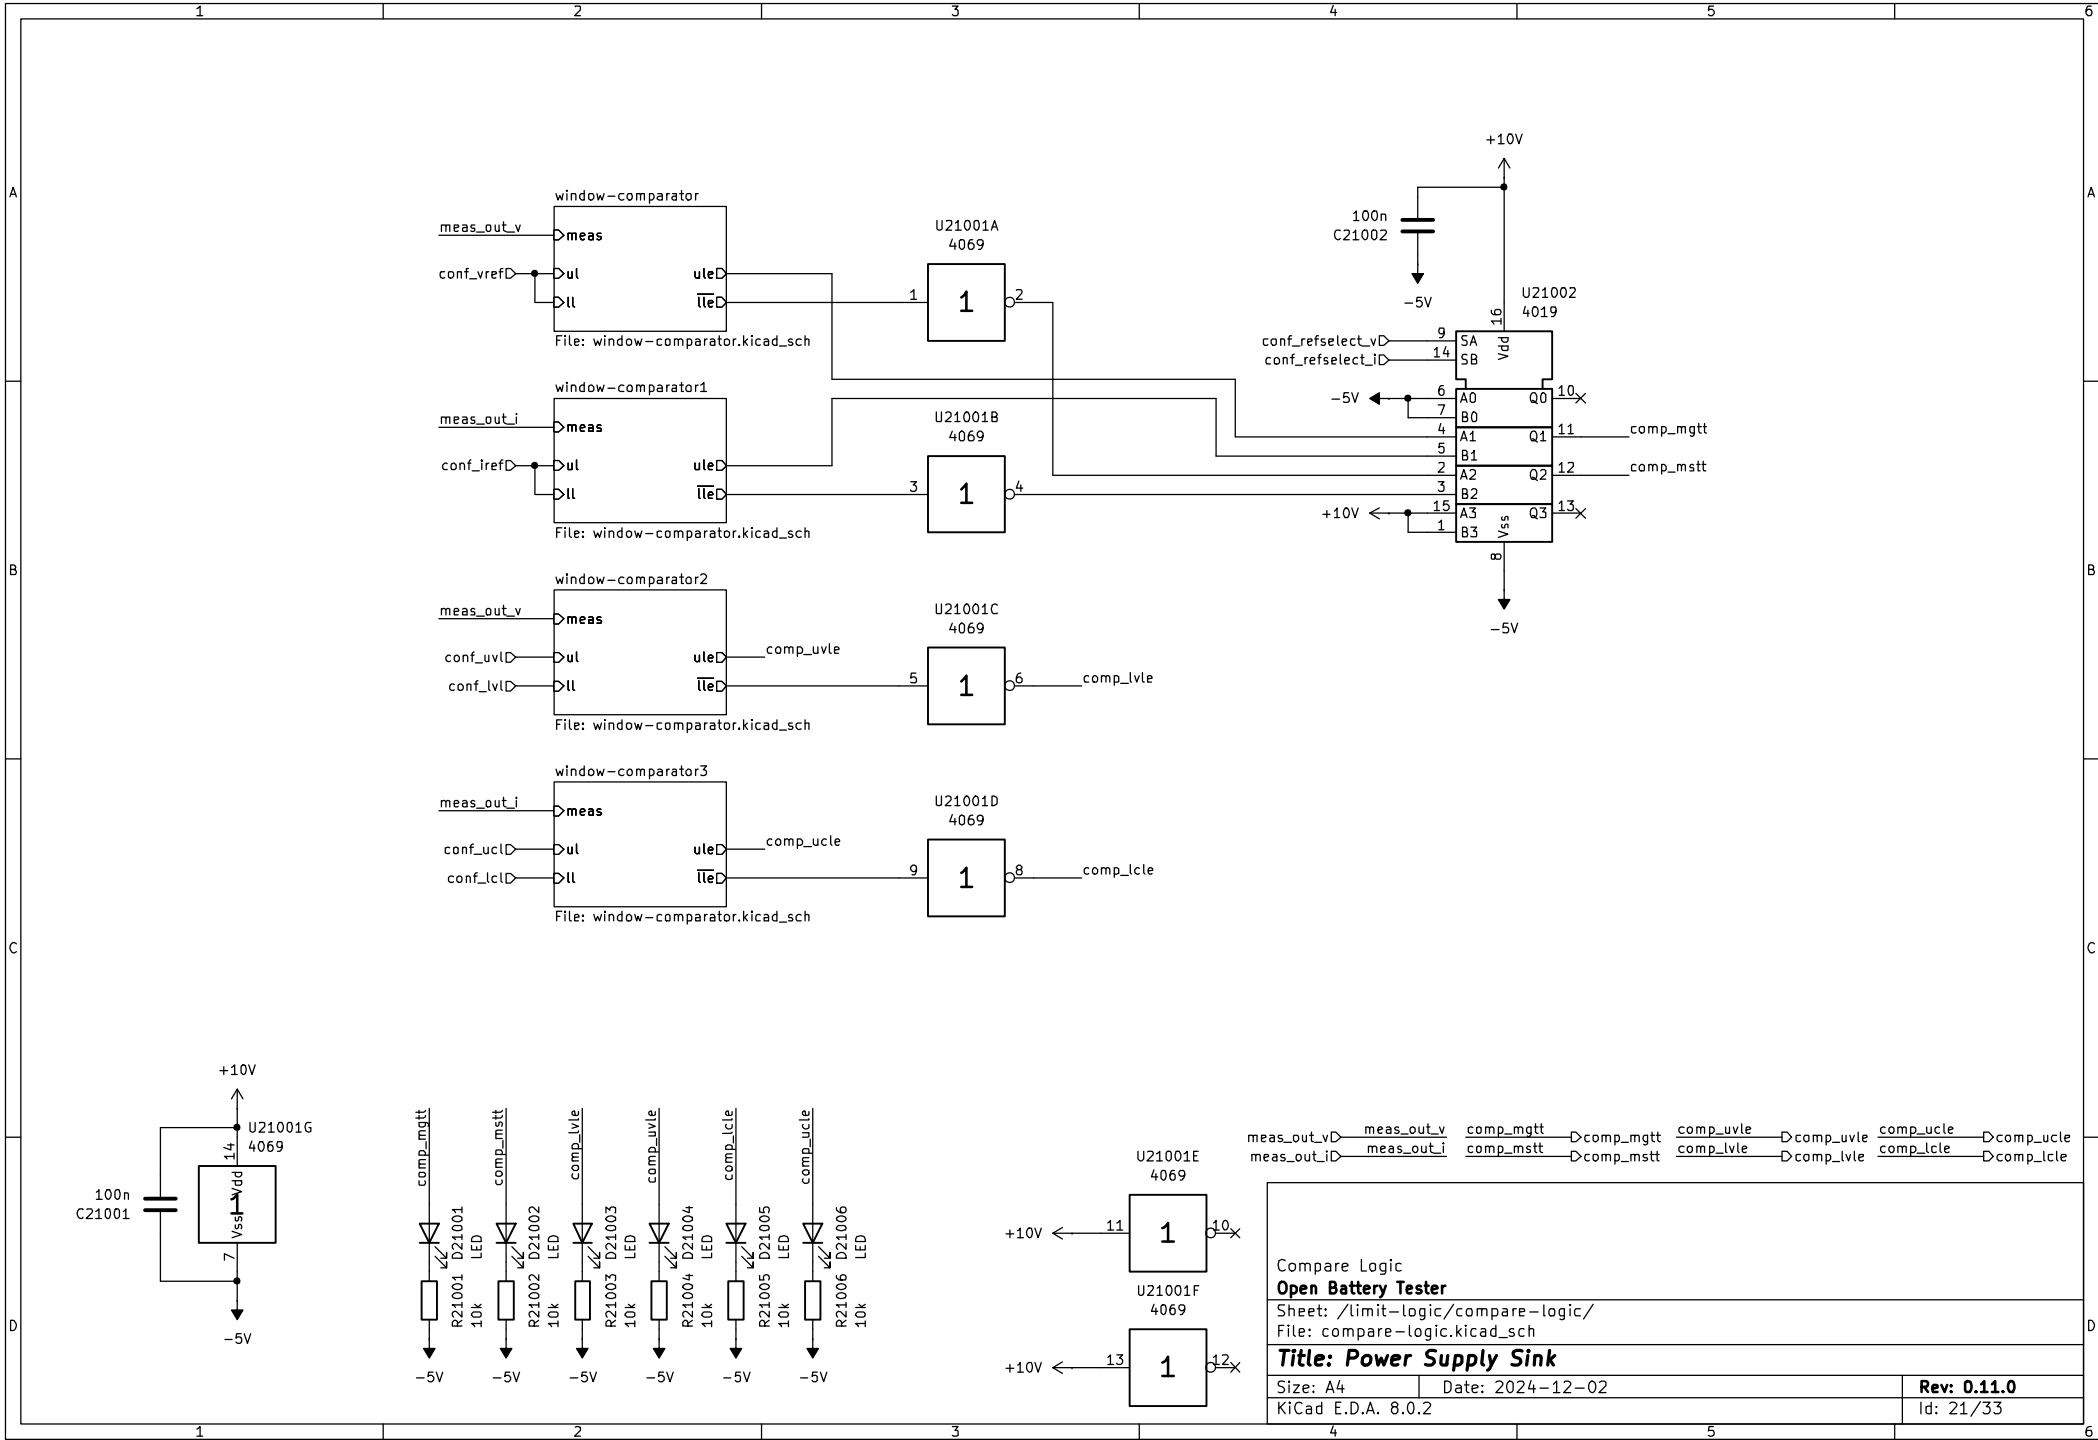 1 2 3 4 5 6
A A
B B
C C
D D
1 2 3 4 5 6
window-comparator
meas_out_v
meas
conf_vref
ul
ll
ule
lle
File: window-comparator.kicad_sch
U21001A
4069
1
1
2
window-comparator1
meas_out_i
meas
conf_iref
ul
ll
ule
lle
File: window-comparator.kicad_sch
U21001B
4069
3
1
4
window-comparator2
meas_out_v
meas
conf_uvl
ul
conf_lvl
ll
ule
comp_uvle
lle
File: window-comparator.kicad_sch
U21001C
4069
5
1
6
comp_lvle
window-comparator3
meas_out_i
meas
conf_ucl
ul
conf_lcl
ll
ule
comp_ucle
lle
File: window-comparator.kicad_sch
U21001D
4069
9
1
8
comp_lcle
+10V
100n
C21002
-5V
U21002
4019
16
Vdd
conf_refselect_v 9 SA
conf_refselect_i 14 SB
-5V 6 A0 Q0 10
7 B0
4 A1 Q1 11 comp_mgtt
5 B1
2 A2 Q2 12 comp_mstt
3 B2
+10V 15 A3 Q3 13
1 B3
Vss
8
-5V
+10V
U21001G
4069
14
Vdd
1
Vss
7
100n
C21001
-5V
comp_mgtt
D21001
LED
R21001
10k
-5V
comp_mstt
D21002
LED
R21002
10k
-5V
comp_lvle
D21003
LED
R21003
10k
-5V
comp_uvle
D21004
LED
R21004
10k
-5V
comp_lcle
D21005
LED
R21005
10k
-5V
comp_ucle
D21006
LED
R21006
10k
-5V
U21001E
4069
+10V 11 1 10
U21001F
4069
+10V 13 1 12
meas_out_v meas_out_v comp_mgtt comp_mgtt comp_uvle comp_uvle comp_ucle comp_ucle
meas_out_i meas_out_i comp_mstt comp_mstt comp_lvle comp_lvle comp_lcle comp_lcle
Compare Logic
Open Battery Tester
Sheet: /limit-logic/compare-logic/
File: compare-logic.kicad_sch
Title: Power Supply Sink
Size: A4 Date: 2024-12-02 Rev: 0.11.0
KiCad E.D.A. 8.0.2 Id: 21/33